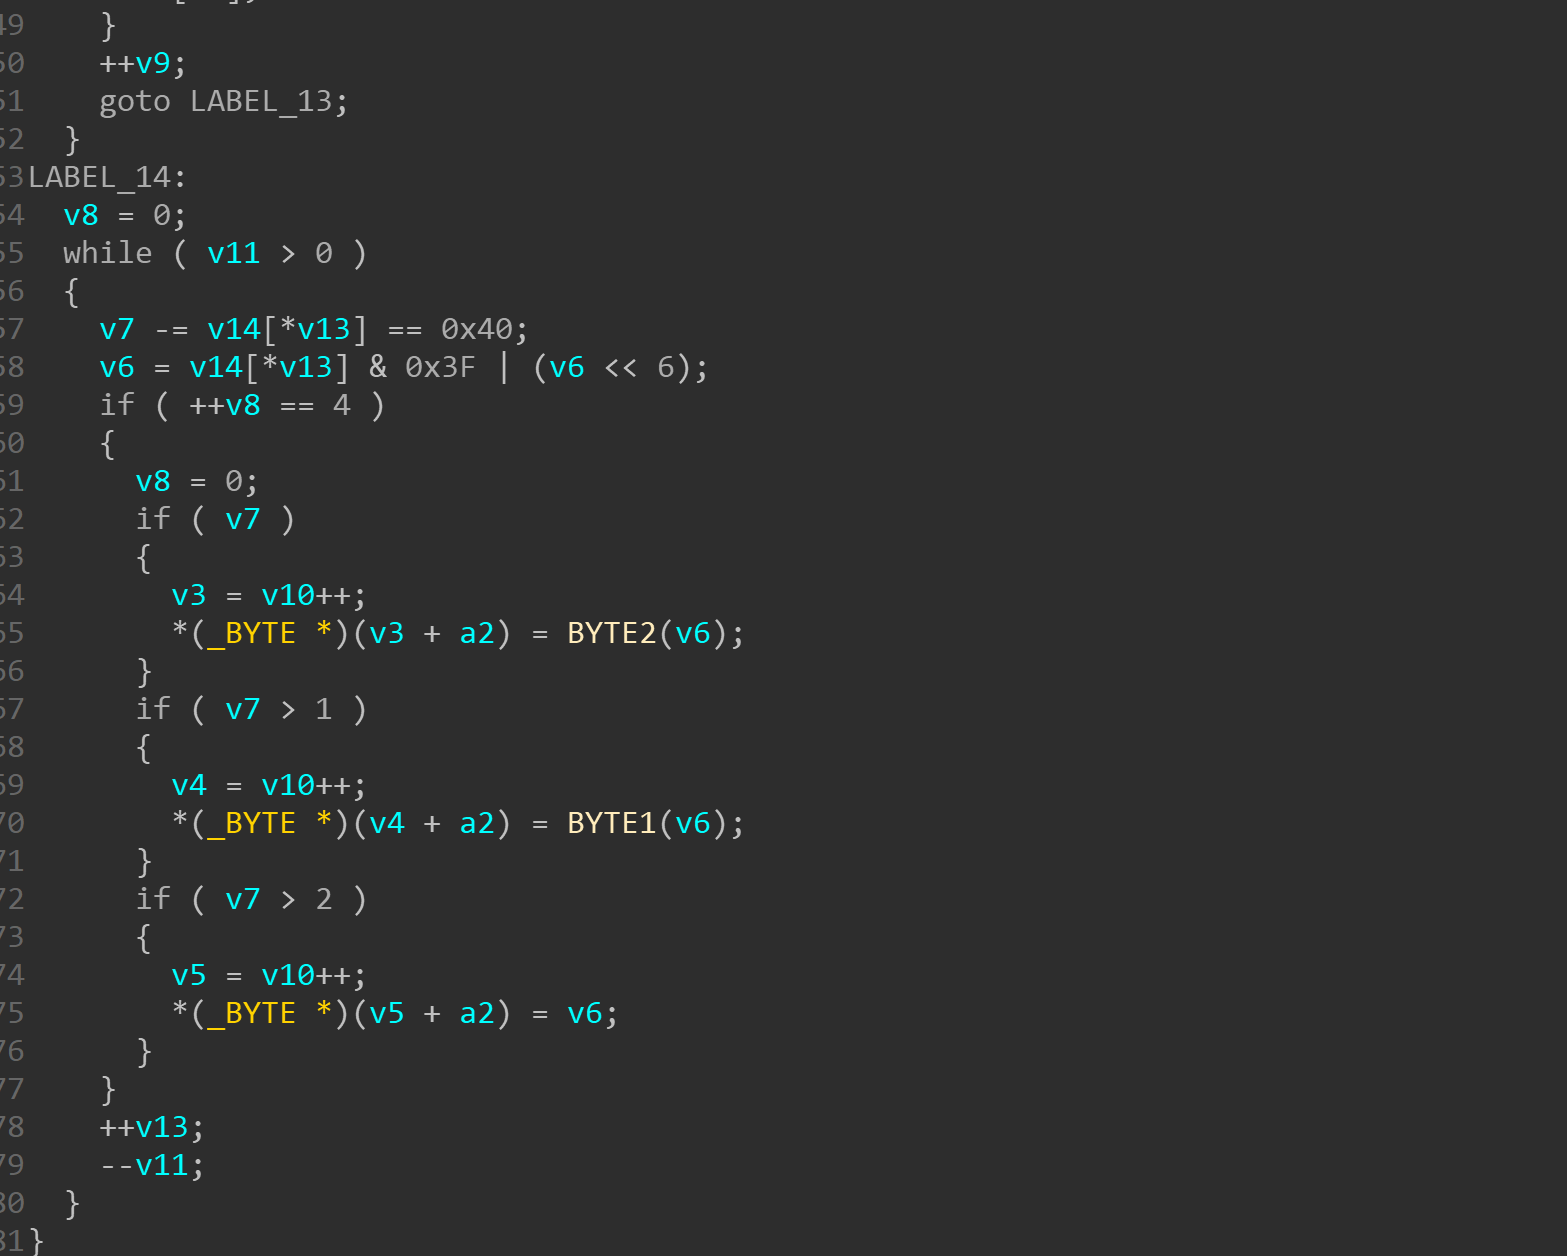 49 }
50 ++v9;
51 goto LABEL_13;
52 }
53 LABEL_14:
54 v8 = 0;
55 while ( v11 > 0 )
56 {
57 v7 -= v14[*v13] == 0x40;
58 v6 = v14[*v13] & 0x3F | (v6 << 6);
59 if ( ++v8 == 4 )
60 {
61 v8 = 0;
62 if ( v7 )
63 {
64 v3 = v10++;
65 *(_BYTE *)(v3 + a2) = BYTE2(v6);
66 }
67 if ( v7 > 1 )
68 {
69 v4 = v10++;
70 *(_BYTE *)(v4 + a2) = BYTE1(v6);
71 }
72 if ( v7 > 2 )
73 {
74 v5 = v10++;
75 *(_BYTE *)(v5 + a2) = v6;
76 }
77 }
78 ++v13;
79 --v11;
80 }
81 }